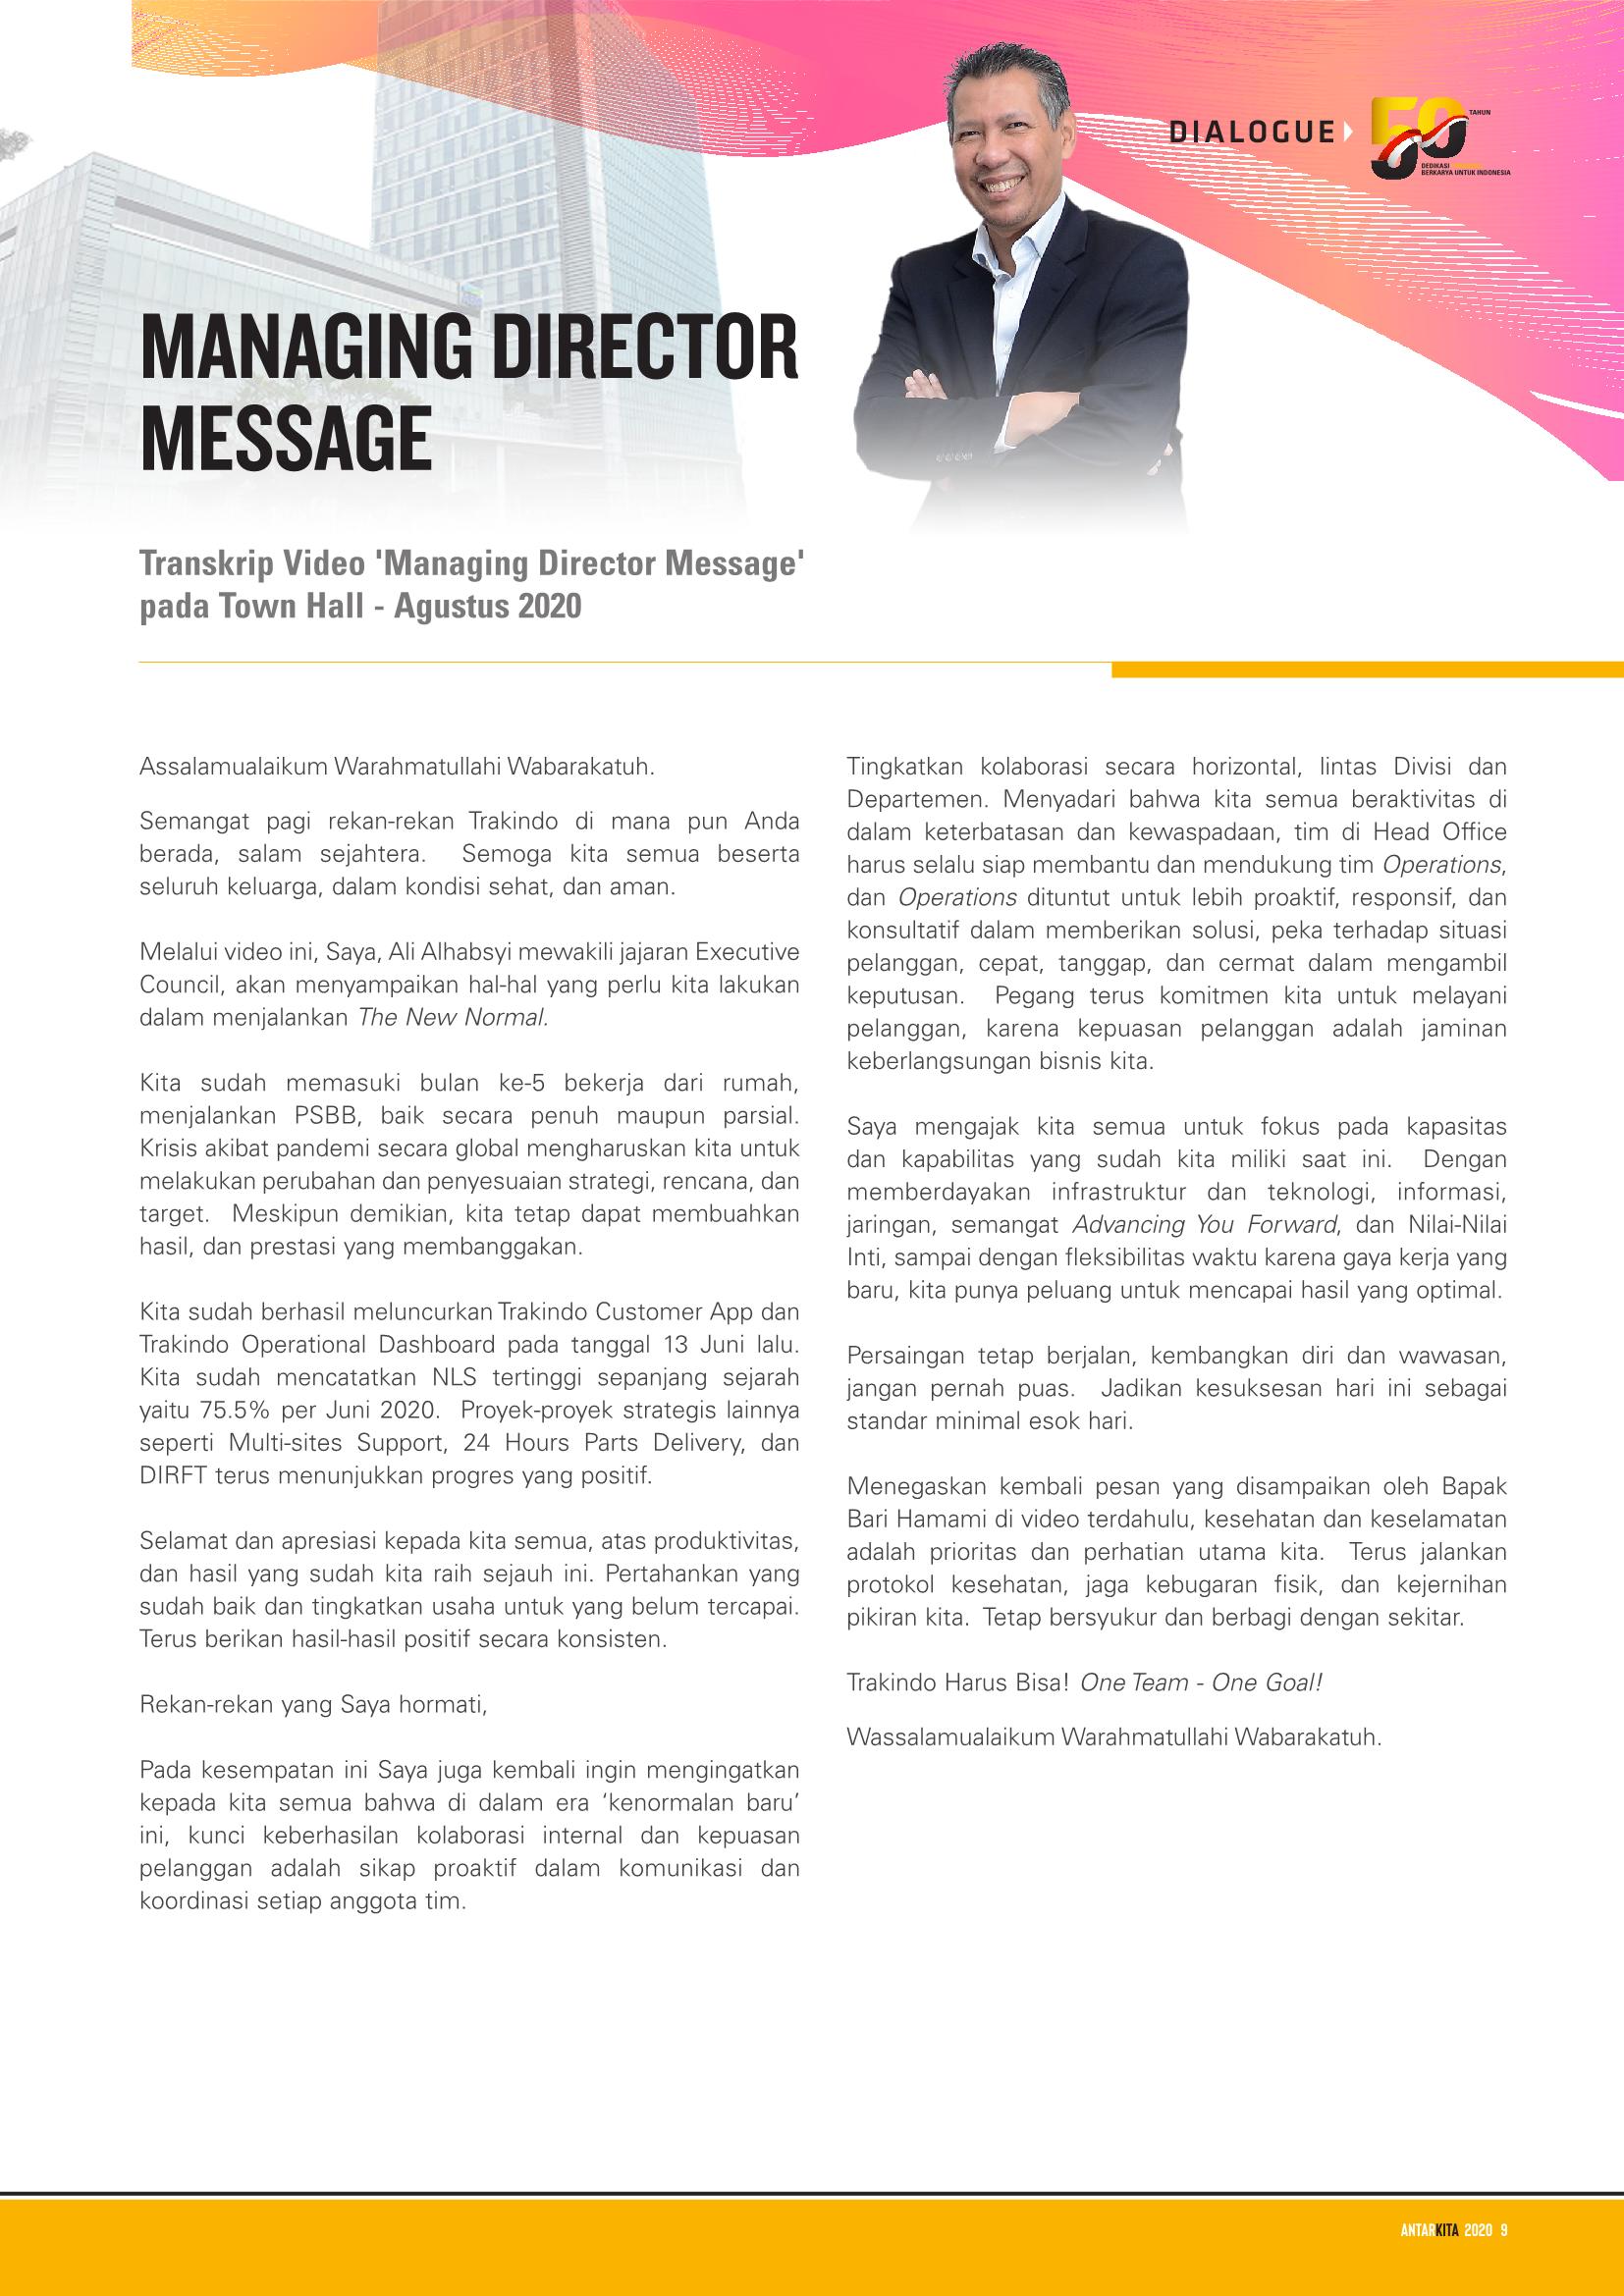 DIALOGUE
50 TAHUN
DEDIKASI
BERKARYA UNTUK INDONESIA
MANAGING DIRECTOR
MESSAGE
Transkrip Video 'Managing Director Message'
pada Town Hall - Agustus 2020
Assalamualaikum Warahmatullahi Wabarakatuh.
Semangat pagi rekan-rekan Trakindo di mana pun Anda
berada, salam sejahtera. Semoga kita semua beserta
seluruh keluarga, dalam kondisi sehat, dan aman.
Melalui video ini, Saya, Ali Alhabsyi mewakili jajaran Executive
Council, akan menyampaikan hal-hal yang perlu kita lakukan
dalam menjalankan The New Normal.
Kita sudah memasuki bulan ke-5 bekerja dari rumah,
menjalankan PSBB, baik secara penuh maupun parsial.
Krisis akibat pandemi secara global mengharuskan kita untuk
melakukan perubahan dan penyesuaian strategi, rencana, dan
target. Meskipun demikian, kita tetap dapat membuahkan
hasil, dan prestasi yang membanggakan.
Kita sudah berhasil meluncurkan Trakindo Customer App dan
Trakindo Operational Dashboard pada tanggal 13 Juni lalu.
Kita sudah mencatatkan NLS tertinggi sepanjang sejarah
yaitu 75.5% per Juni 2020. Proyek-proyek strategis lainnya
seperti Multi-sites Support, 24 Hours Parts Delivery, dan
DIRFT terus menunjukkan progres yang positif.
Selamat dan apresiasi kepada kita semua, atas produktivitas,
dan hasil yang sudah kita raih sejauh ini. Pertahankan yang
sudah baik dan tingkatkan usaha untuk yang belum tercapai.
Terus berikan hasil-hasil positif secara konsisten.
Rekan-rekan yang Saya hormati,
Pada kesempatan ini Saya juga kembali ingin mengingatkan
kepada kita semua bahwa di dalam era ‘kenormalan baru’
ini, kunci keberhasilan kolaborasi internal dan kepuasan
pelanggan adalah sikap proaktif dalam komunikasi dan
koordinasi setiap anggota tim.
Tingkatkan kolaborasi secara horizontal, lintas Divisi dan
Departemen. Menyadari bahwa kita semua beraktivitas di
dalam keterbatasan dan kewaspadaan, tim di Head Office
harus selalu siap membantu dan mendukung tim Operations,
dan Operations dituntut untuk lebih proaktif, responsif, dan
konsultatif dalam memberikan solusi, peka terhadap situasi
pelanggan, cepat, tanggap, dan cermat dalam mengambil
keputusan. Pegang terus komitmen kita untuk melayani
pelanggan, karena kepuasan pelanggan adalah jaminan
keberlangsungan bisnis kita.
Saya mengajak kita semua untuk fokus pada kapasitas
dan kapabilitas yang sudah kita miliki saat ini. Dengan
memberdayakan infrastruktur dan teknologi, informasi,
jaringan, semangat Advancing You Forward, dan Nilai-Nilai
Inti, sampai dengan fleksibilitas waktu karena gaya kerja yang
baru, kita punya peluang untuk mencapai hasil yang optimal.
Persaingan tetap berjalan, kembangkan diri dan wawasan,
jangan pernah puas. Jadikan kesuksesan hari ini sebagai
standar minimal esok hari.
Menegaskan kembali pesan yang disampaikan oleh Bapak
Bari Hamami di video terdahulu, kesehatan dan keselamatan
adalah prioritas dan perhatian utama kita. Terus jalankan
protokol kesehatan, jaga kebugaran fisik, dan kejernihan
pikiran kita. Tetap bersyukur dan berbagi dengan sekitar.
Trakindo Harus Bisa! One Team - One Goal!
Wassalamualaikum Warahmatullahi Wabarakatuh.
ANTARKITA 2020 9